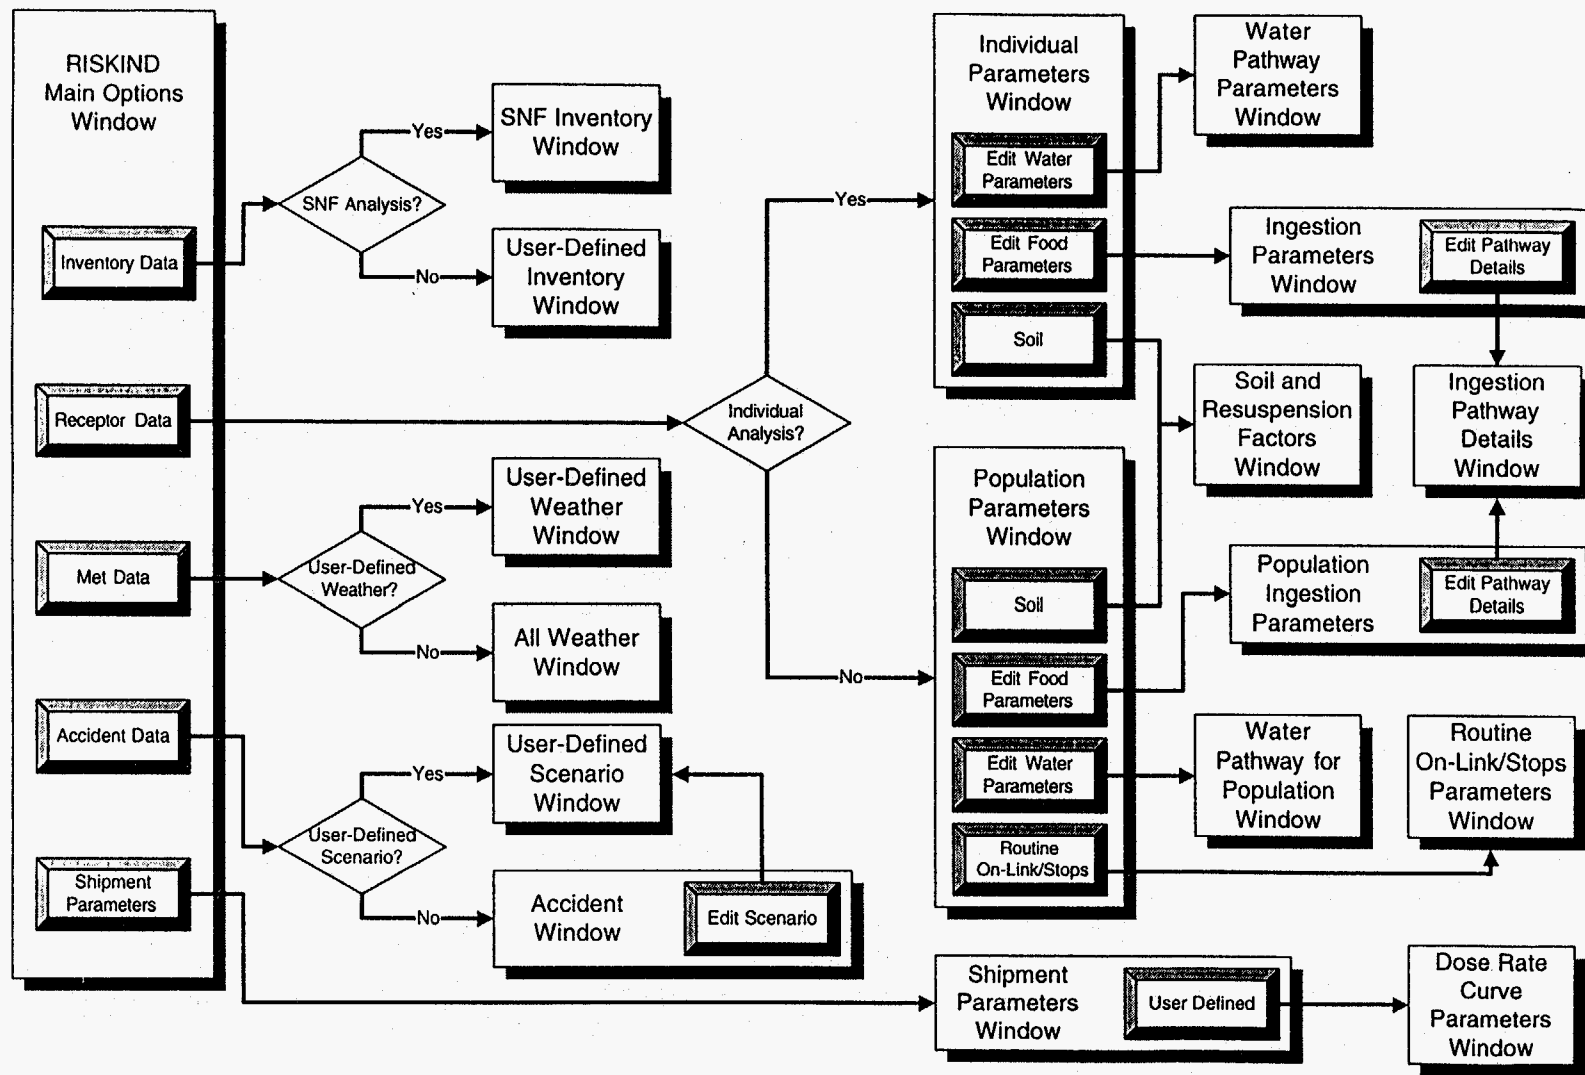 RISKIND
Main Options
Window
Inventory Data
Receptor Data
Met Data
Accident Data
Shipment
Parameters
SNF Analysis?
Yes
No
SNF Inventory
Window
User-Defined
Inventory
Window
User-Defined
Weather?
Yes
No
User-Defined
Weather
Window
All Weather
Window
User-Defined
Scenario?
Yes
No
User-Defined
Scenario
Window
Accident
Window
Edit Scenario
Individual
Analysis?
Yes
No
Individual
Parameters
Window
Edit Water
Parameters
Edit Food
Parameters
Soil
Water
Pathway
Parameters
Window
Ingestion
Parameters
Window
Edit Pathway
Details
Soil and
Resuspension
Factors
Window
Ingestion
Pathway
Details
Window
Population
Parameters
Window
Soil
Edit Food
Parameters
Edit Water
Parameters
Routine
On-Link/Stops
Population
Ingestion
Parameters
Edit Pathway
Details
Water
Pathway for
Population
Window
Routine
On-Link/Stops
Parameters
Window
Shipment
Parameters
Window
User Defined
Dose Rate
Curve
Parameters
Window